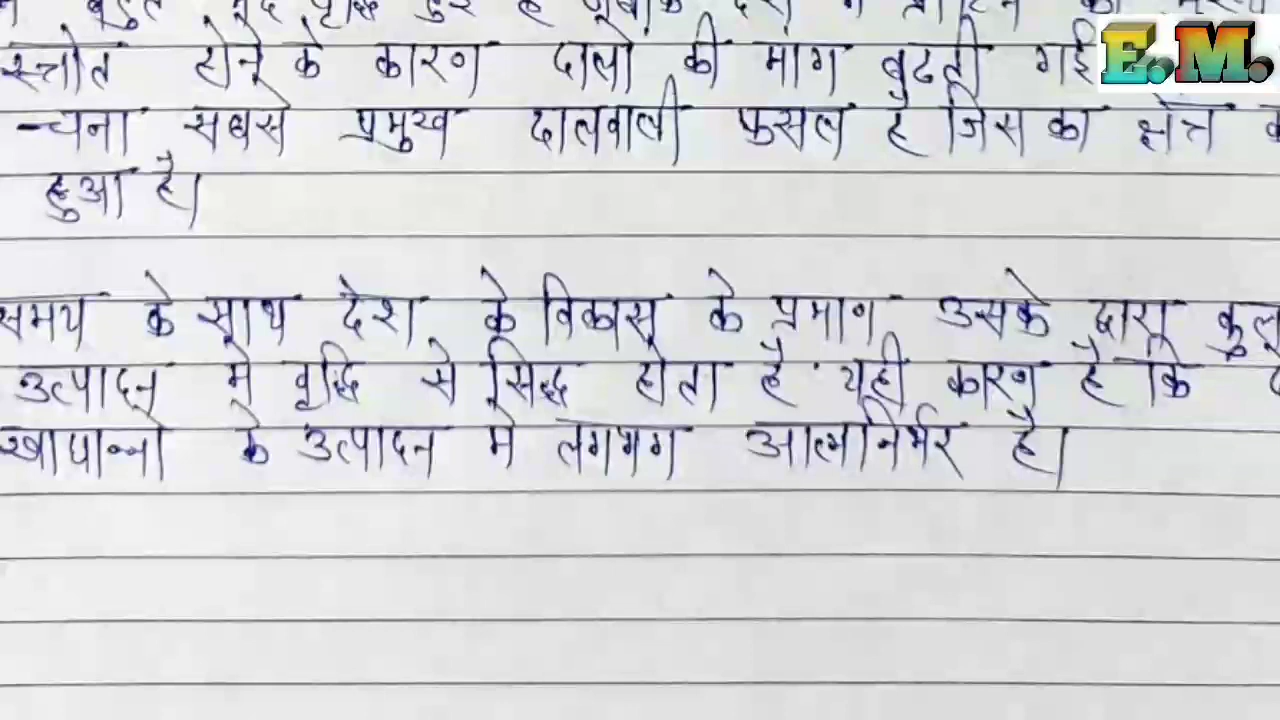 E.M.
स्त्रोत होने के कारण दालों की मांग बढती गई
चना सबसे प्रमुख दालवाली फसल है जिस का क्षेत्र
हुआ है।
समय के साथ देश के विकास के प्रमाण उसके द्वारा कुल
उत्पादन मे वृद्धि से सिद्ध होता है यही कारण है कि
खाधान्नो के उत्पादन मे लगभग आत्मनिर्भर है।